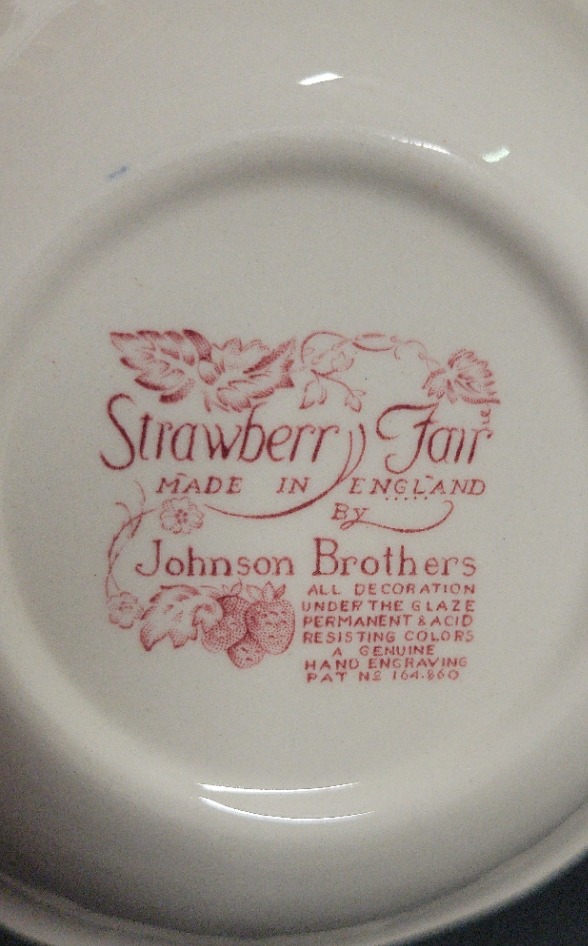 Strawberry Fair
MADE IN ENGLAND
By
Johnson Brothers
ALL DECORATION
UNDER THE GLAZE
PERMANENT & ACID
RESISTING COLORS
A GENUINE
HAND ENGRAVING
PAT Nº 164.860